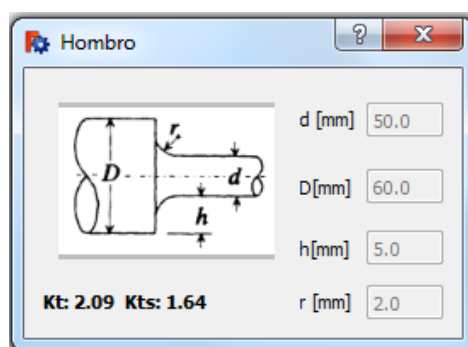 Hombro
r
D
d
h
d [mm] 50.0
D[mm] 60.0
h[mm] 5.0
r [mm] 2.0
Kt: 2.09 Kts: 1.64